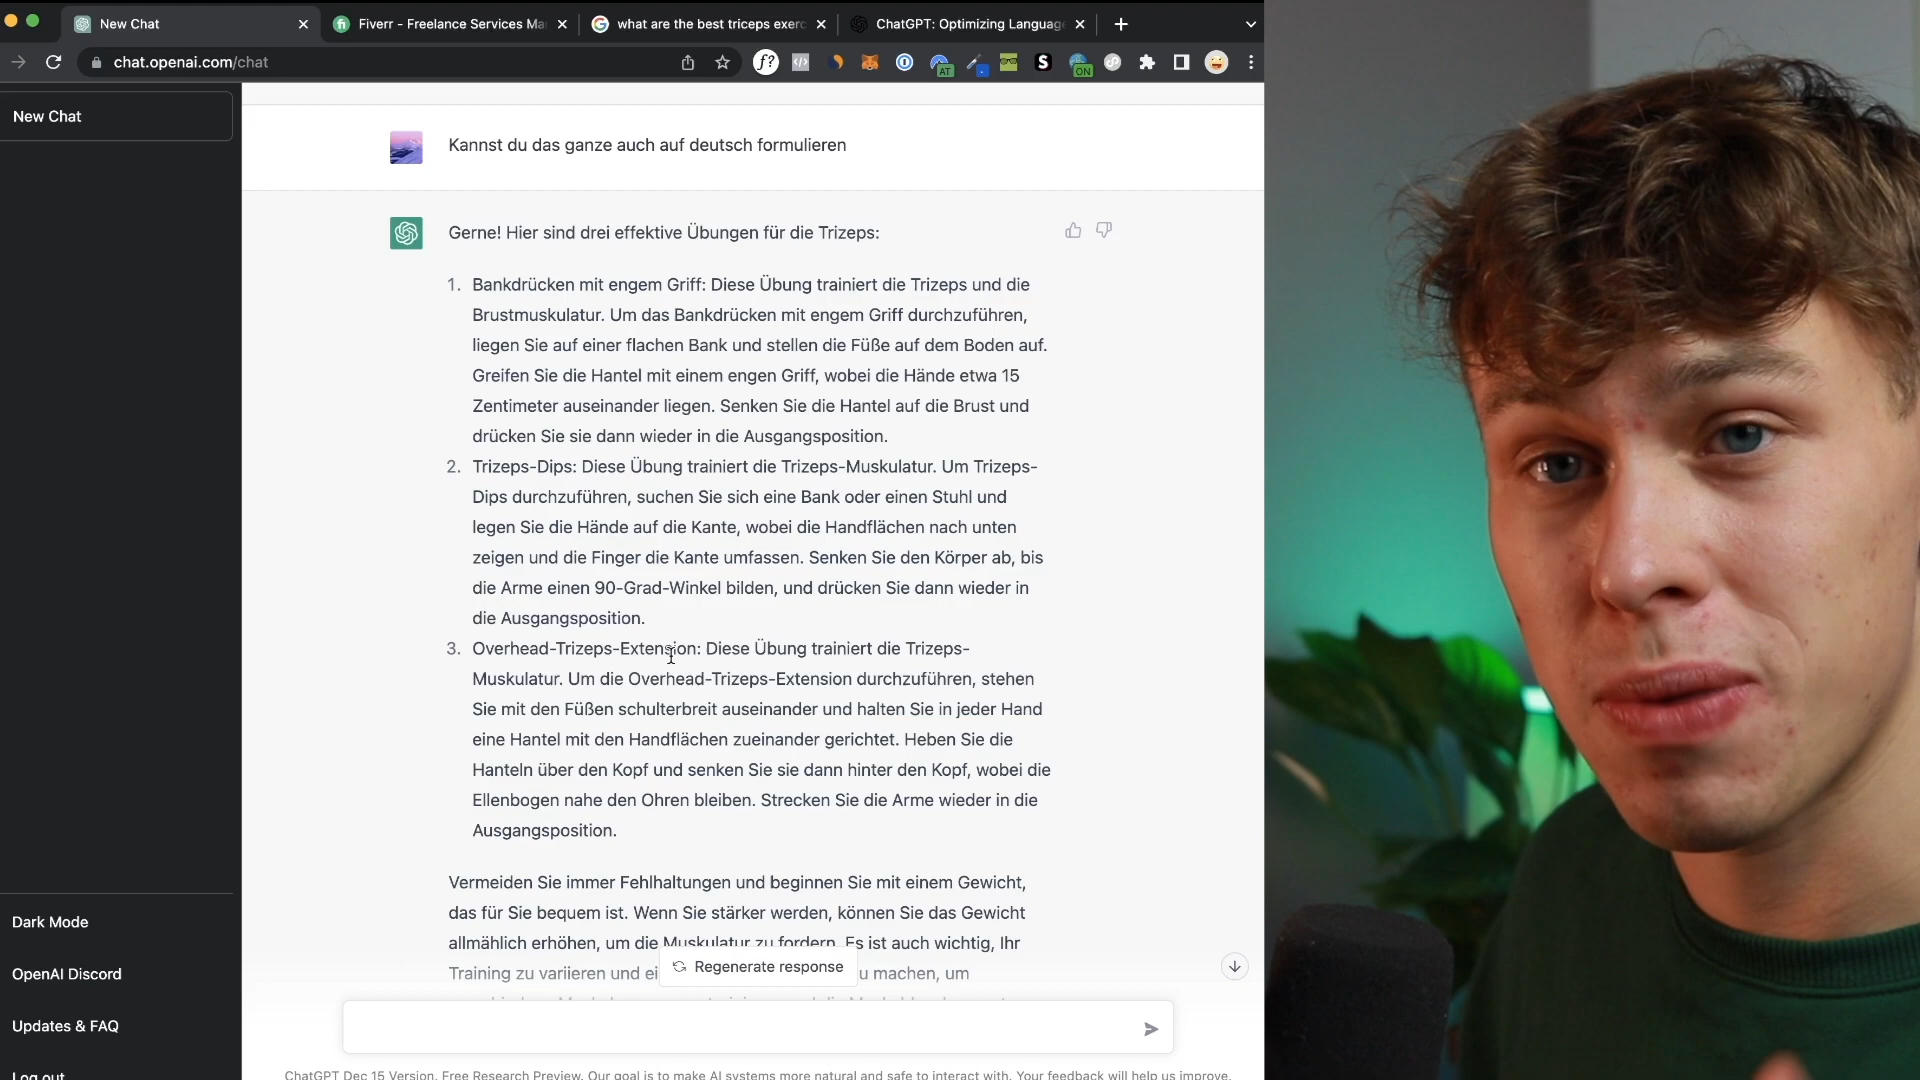 New Chat
Fiverr - Freelance Services Ma
what are the best triceps exerc
ChatGPT: Optimizing Language
chat.openai.com/chat
f?
AT
S
ON
New Chat
Kannst du das ganze auch auf deutsch formulieren
Gerne! Hier sind drei effektive Übungen für die Trizeps:
1. Bankdrücken mit engem Griff: Diese Übung trainiert die Trizeps und die
Brustmuskulatur. Um das Bankdrücken mit engem Griff durchzuführen,
liegen Sie auf einer flachen Bank und stellen die Füße auf dem Boden auf.
Greifen Sie die Hantel mit einem engen Griff, wobei die Hände etwa 15
Zentimeter auseinander liegen. Senken Sie die Hantel auf die Brust und
drücken Sie sie dann wieder in die Ausgangsposition.
2. Trizeps-Dips: Diese Übung trainiert die Trizeps-Muskulatur. Um Trizeps-
Dips durchzuführen, suchen Sie sich eine Bank oder einen Stuhl und
legen Sie die Hände auf die Kante, wobei die Handflächen nach unten
zeigen und die Finger die Kante umfassen. Senken Sie den Körper ab, bis
die Arme einen 90-Grad-Winkel bilden, und drücken Sie dann wieder in
die Ausgangsposition.
3. Overhead-Trizeps-Extension: Diese Übung trainiert die Trizeps-
Muskulatur. Um die Overhead-Trizeps-Extension durchzuführen, stehen
Sie mit den Füßen schulterbreit auseinander und halten Sie in jeder Hand
eine Hantel mit den Handflächen zueinander gerichtet. Heben Sie die
Hanteln über den Kopf und senken Sie sie dann hinter den Kopf, wobei die
Ellenbogen nahe den Ohren bleiben. Strecken Sie die Arme wieder in die
Ausgangsposition.
Vermeiden Sie immer Fehlhaltungen und beginnen Sie mit einem Gewicht,
das für Sie bequem ist. Wenn Sie stärker werden, können Sie das Gewicht
allmählich erhöhen, um die Muskulatur zu fordern. Es ist auch wichtig, Ihr
Training zu variieren und ei
u machen, um
Regenerate response
Dark Mode
OpenAI Discord
Updates & FAQ
Log out
ChatGPT Dec 15 Version. Free Research Preview. Our goal is to make AI systems more natural and safe to interact with. Your feedback will help us improve.